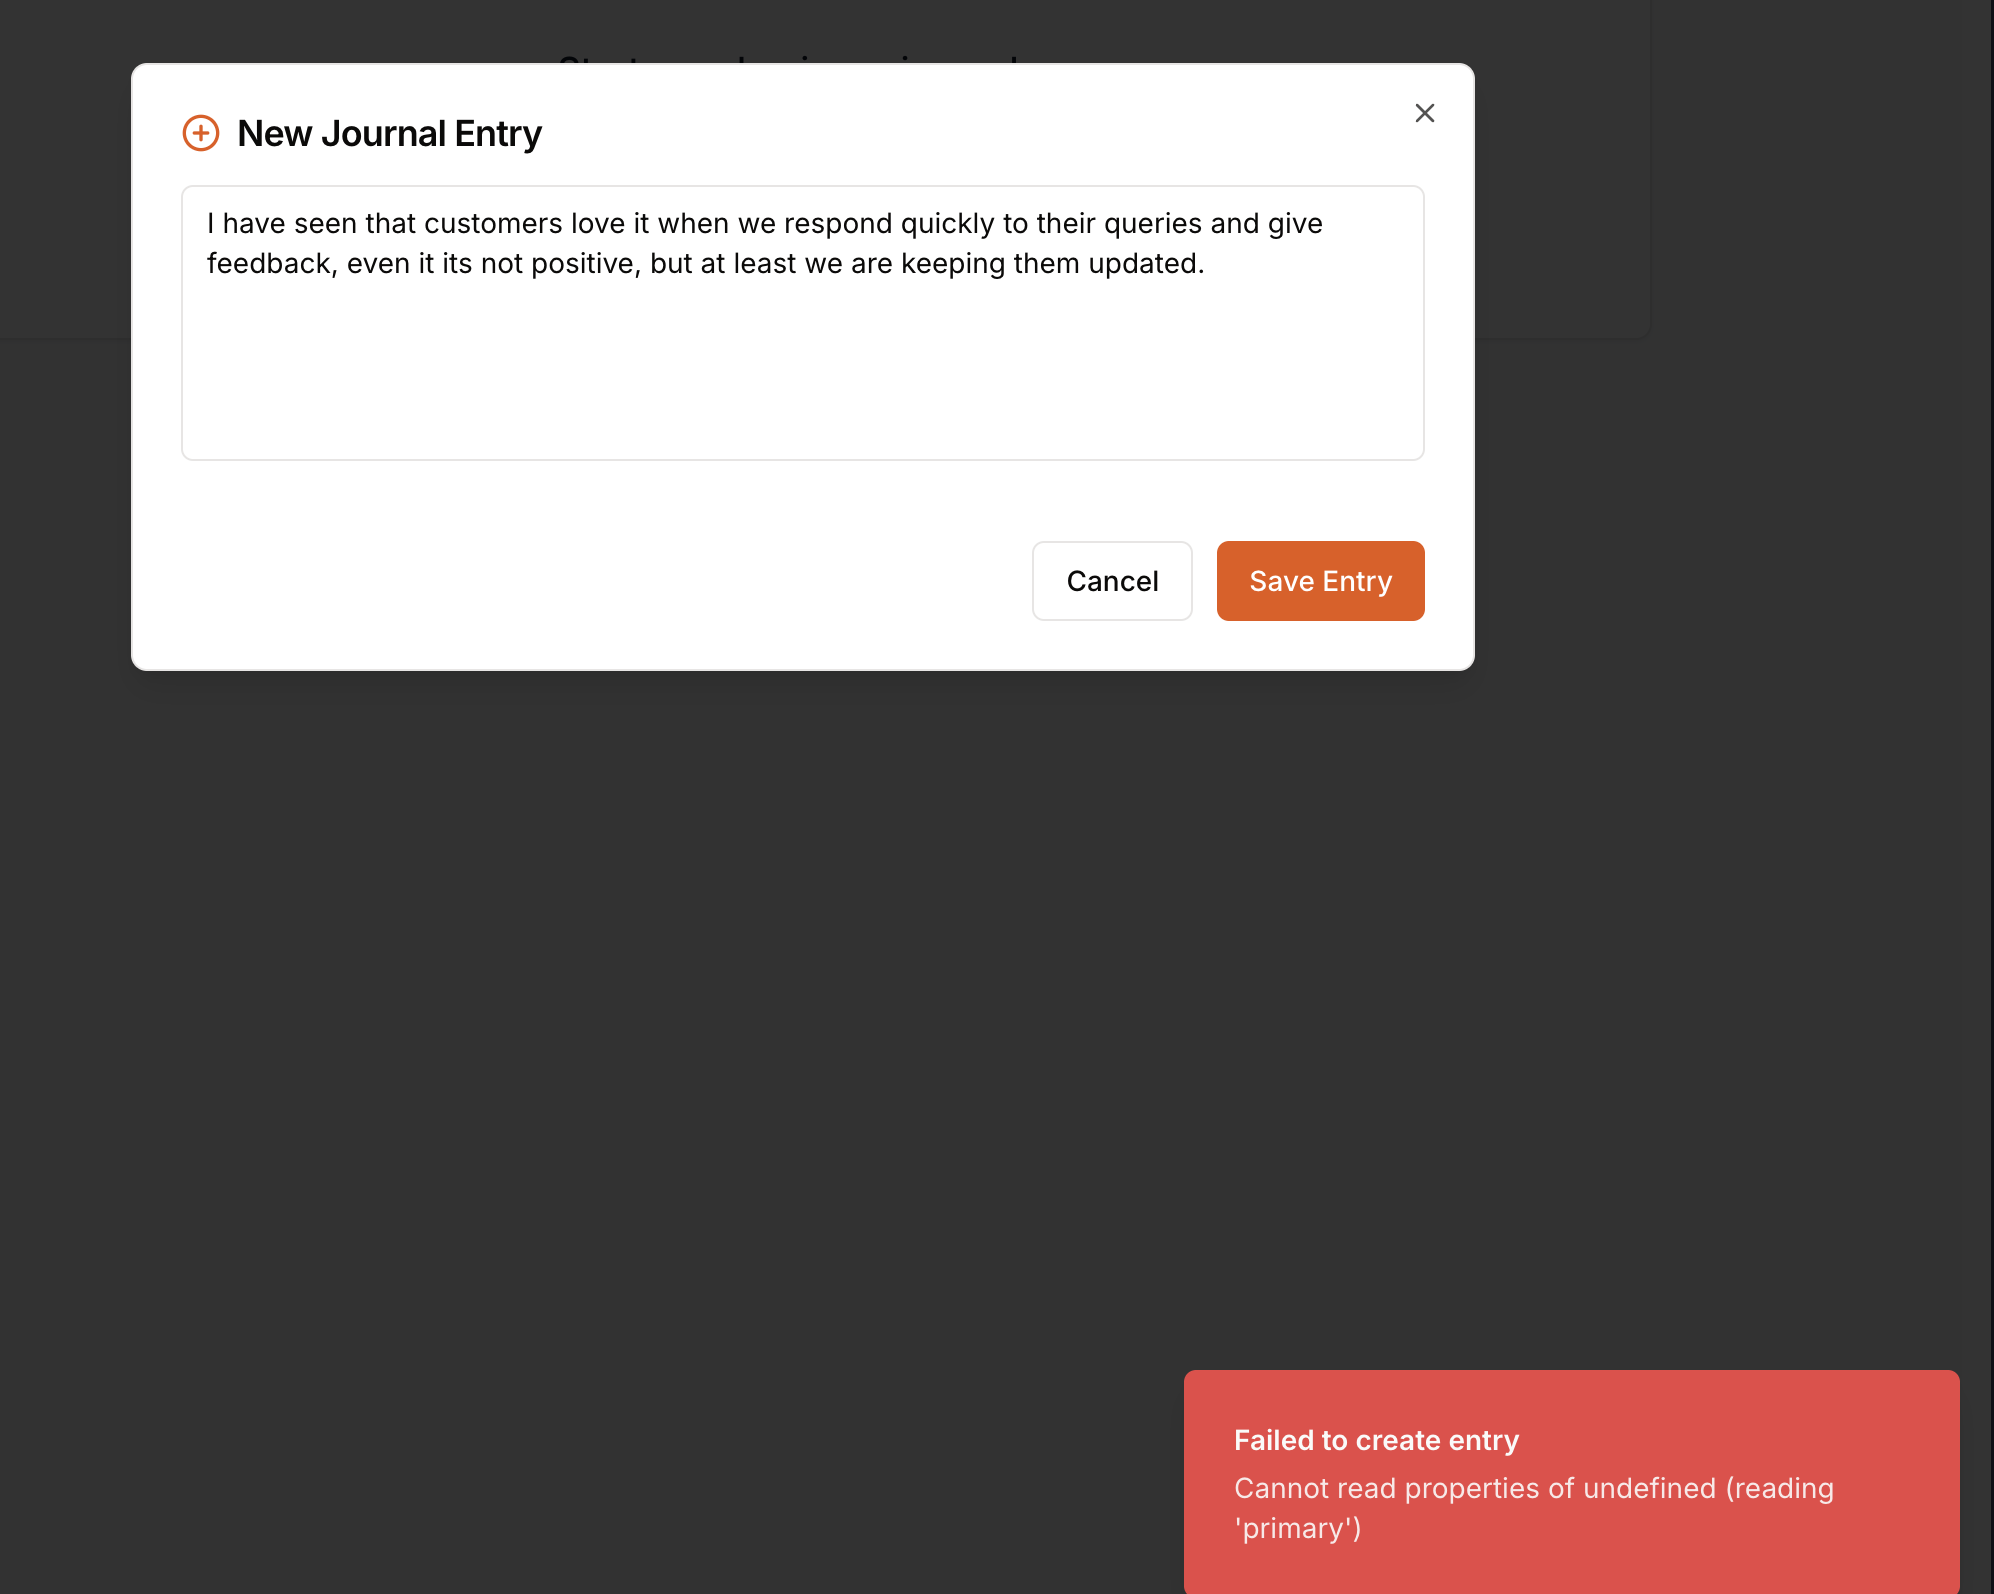 New Journal Entry
I have seen that customers love it when we respond quickly to their queries and give
feedback, even it its not positive, but at least we are keeping them updated.
Cancel
Save Entry
Failed to create entry
Cannot read properties of undefined (reading
'primary')